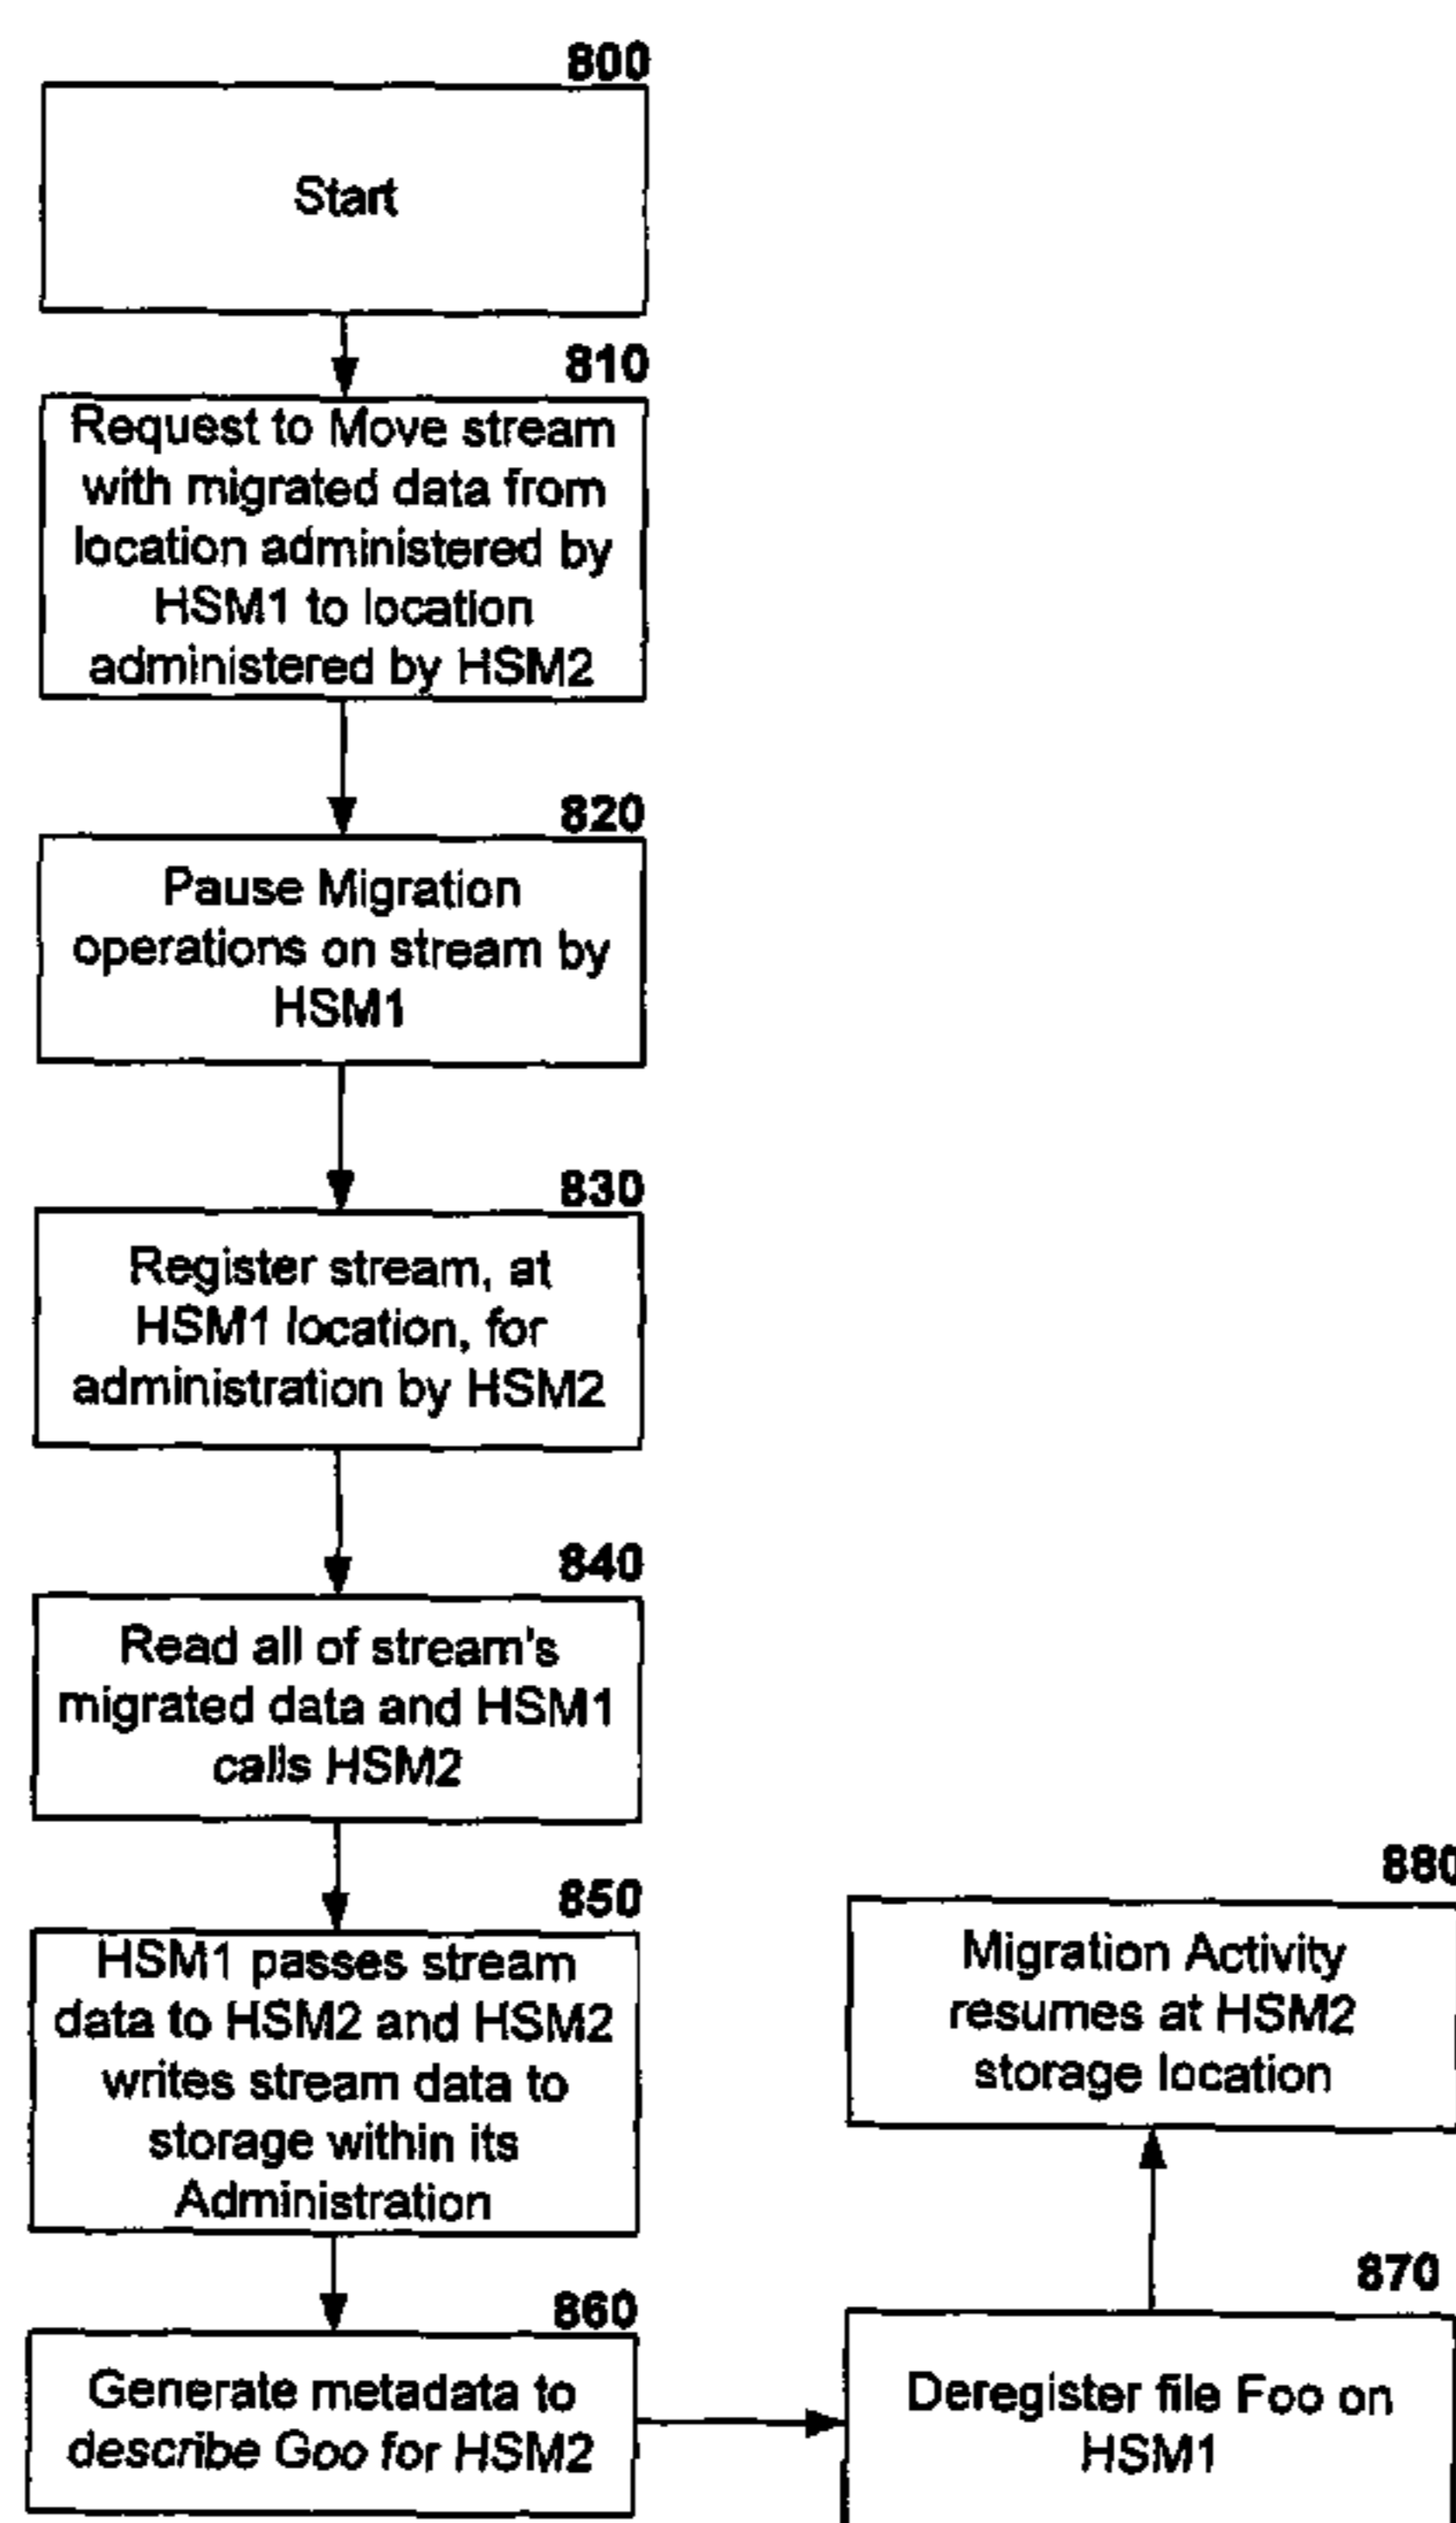 800
Start
810
Request to Move stream
with migrated data from
location administered by
HSM1 to location
administered by HSM2
820
Pause Migration
operations on stream by
HSM1
830
Register stream, at
HSM1 location, for
administration by HSM2
840
Read all of stream's
migrated data and HSM1
calls HSM2
850
HSM1 passes stream
data to HSM2 and HSM2
writes stream data to
storage within its
Administration
860
Generate metadata to
describe Goo for HSM2
870
Deregister file Foo on
HSM1
880
Migration Activity
resumes at HSM2
storage location